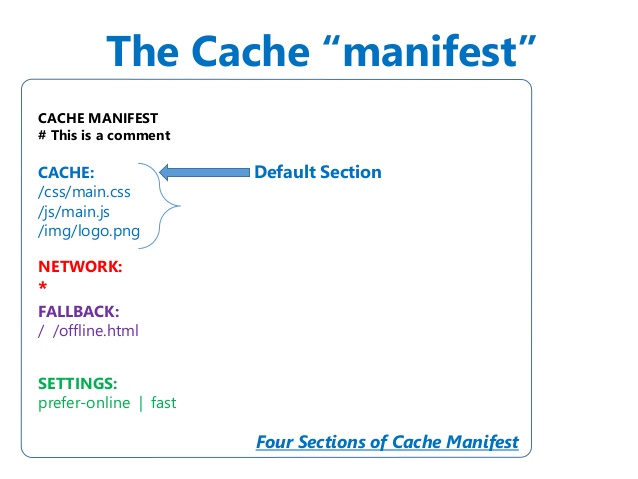 The Cache “manifest”
CACHE MANIFEST
# This is a comment
CACHE:
Default Section
/css/main.css
/js/main.js
/img/logo.png
NETWORK:
*
FALLBACK:
/ /offline.html
SETTINGS:
prefer-online | fast
Four Sections of Cache Manifest